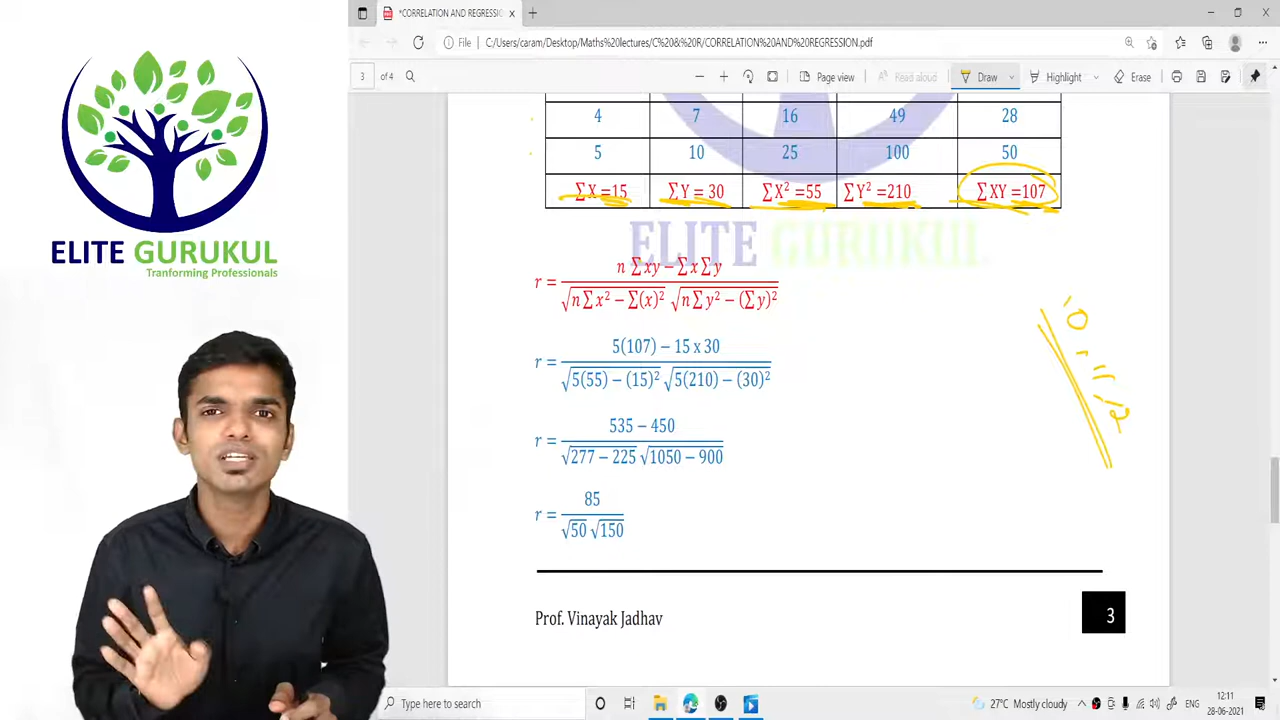 *CORRELATION AND REGRESSIO
File C:/Users/caram/Desktop/Maths%20lectures/C%20&%20R/CORRELATION%20AND%20REGRESSION.pdf
3 of 4 Page view Read aloud Draw Highlight Erase
4 7 16 49 28
5 10 25 100 50
∑X =15 ∑Y = 30 ∑X² =55 ∑Y² =210 ∑XY =107
ELITE GURUKUL
Tranforming Professionals
ELITE GURUKUL
r = (n ∑xy − ∑x ∑y) / (√(n ∑x² − ∑(x)²) √(n ∑y² − (∑y)²))
r = (5(107) − 15 x 30) / (√(5(55) − (15)²) √(5(210) − (30)²))
r = (535 − 450) / (√(277 − 225) √(1050 − 900))
r = 85 / (√50 √150)
10, 11, 12
Prof. Vinayak Jadhav
3
Type here to search
27°C Mostly cloudy ENG 12:11
28-06-2021